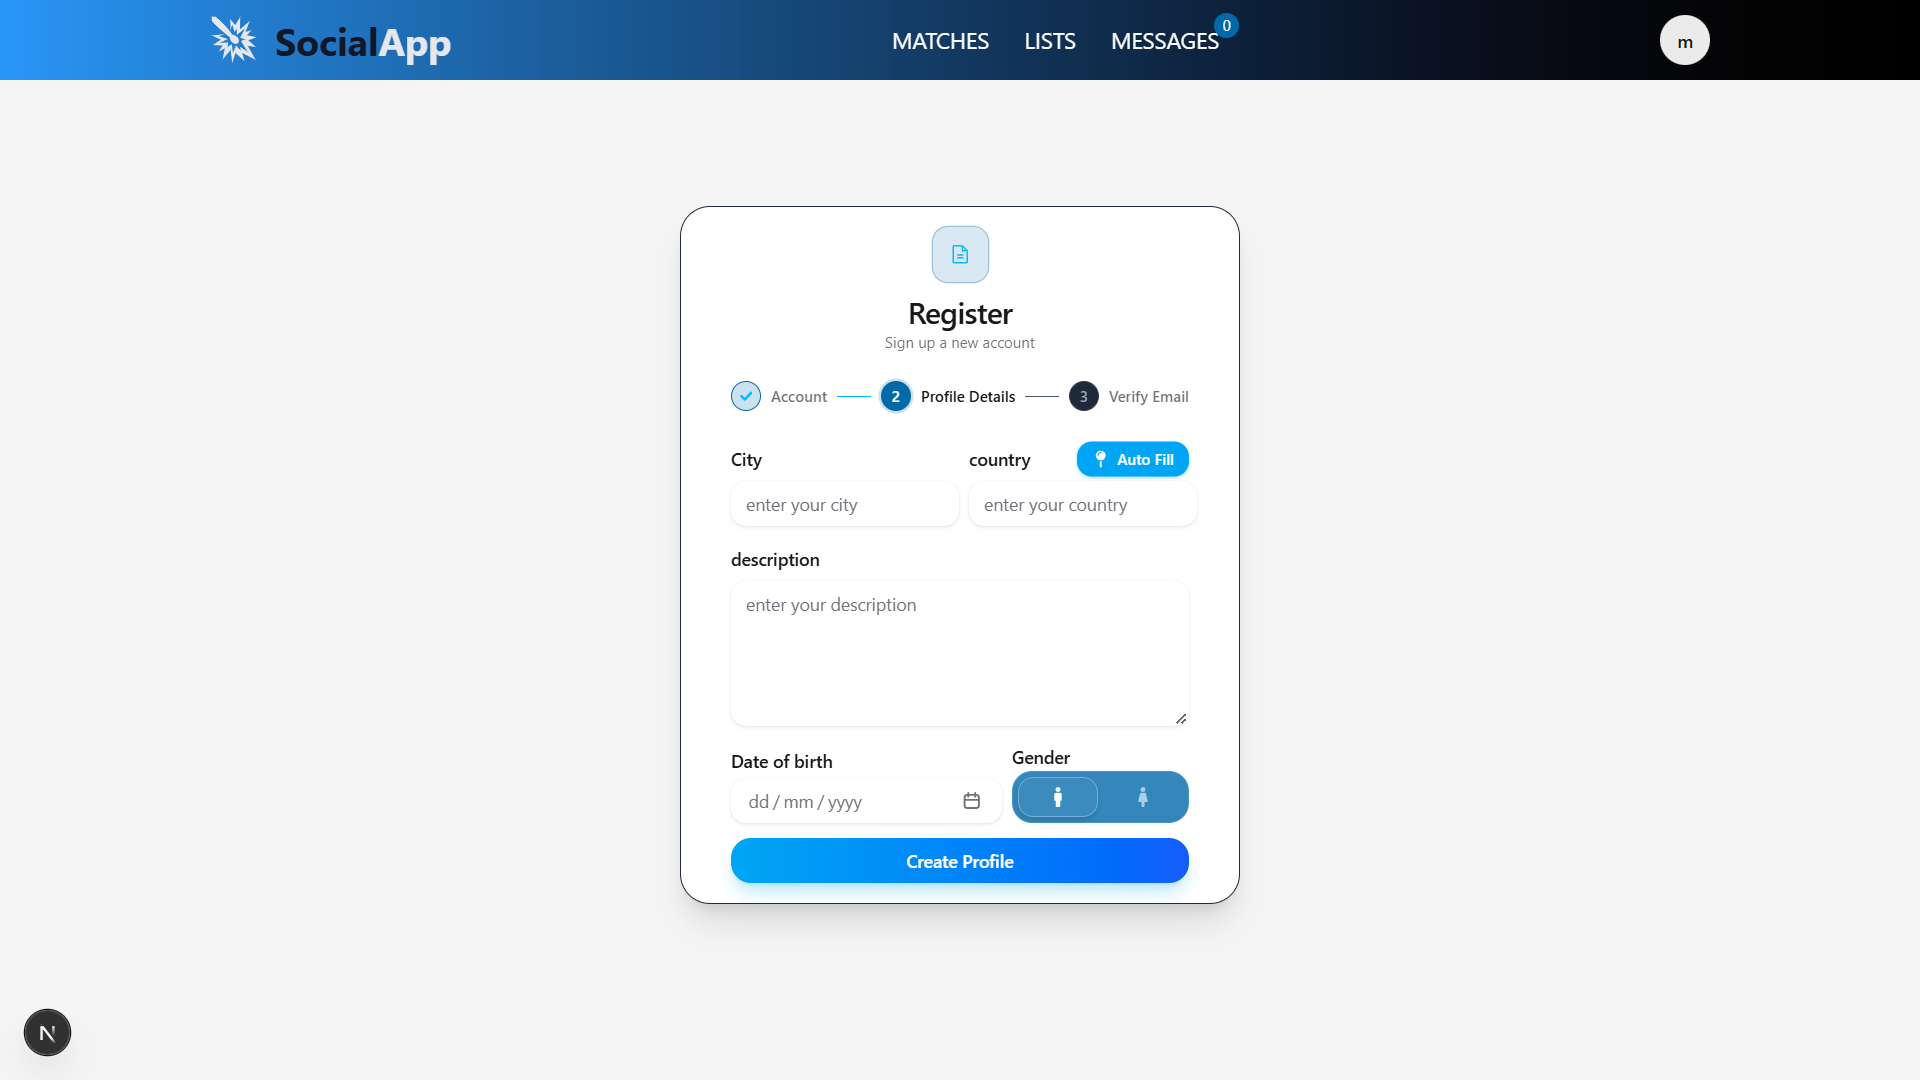 SocialApp
MATCHES LISTS MESSAGES 0
m
Register
Sign up a new account
Account 2 Profile Details 3 Verify Email
City country Auto Fill
enter your city enter your country
description
enter your description
Date of birth Gender
dd / mm / yyyy
Create Profile
N